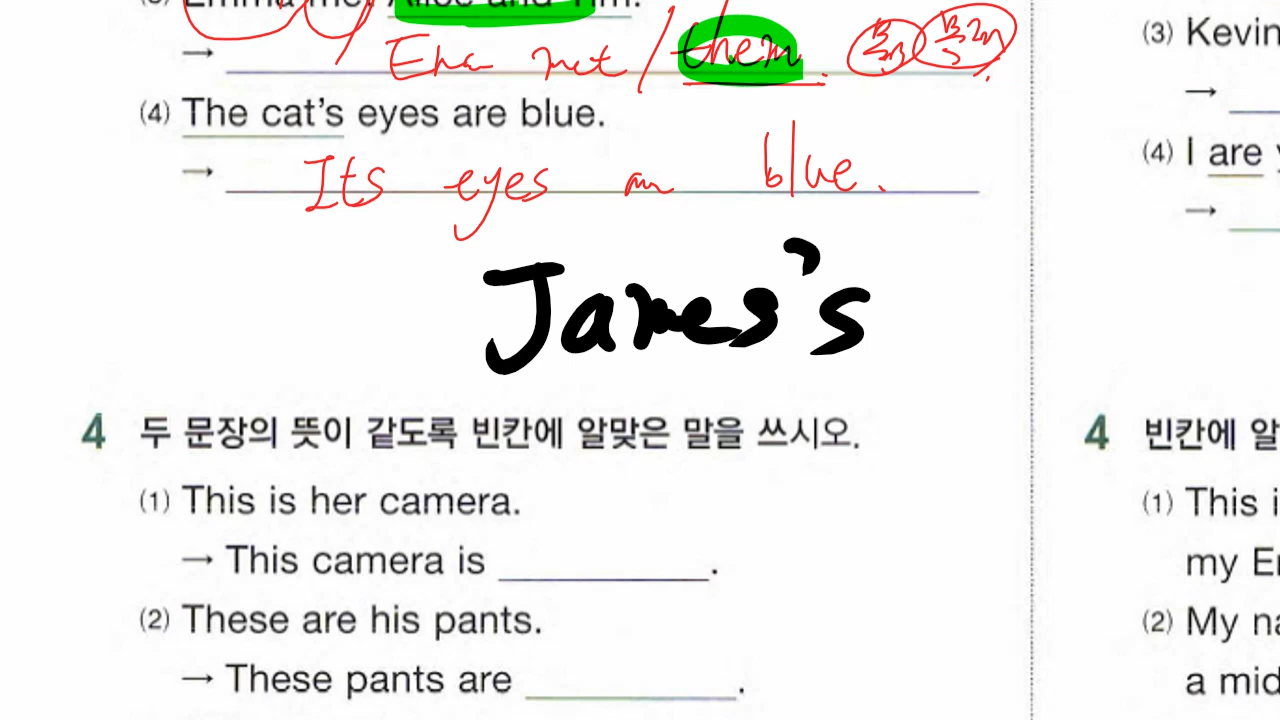 Emma met Alice and Tim.
→ met / them.
(4) The cat's eyes are blue.
→ Its eyes are blue.
James's
4 두 문장의 뜻이 같도록 빈칸에 알맞은 말을 쓰시오.
(1) This is her camera.
→ This camera is ________.
(2) These are his pants.
→ These pants are ________.
(3) Kevin
→
(4) I are
→
4 빈칸에 알
(1) This i
my E
(2) My na
a mid